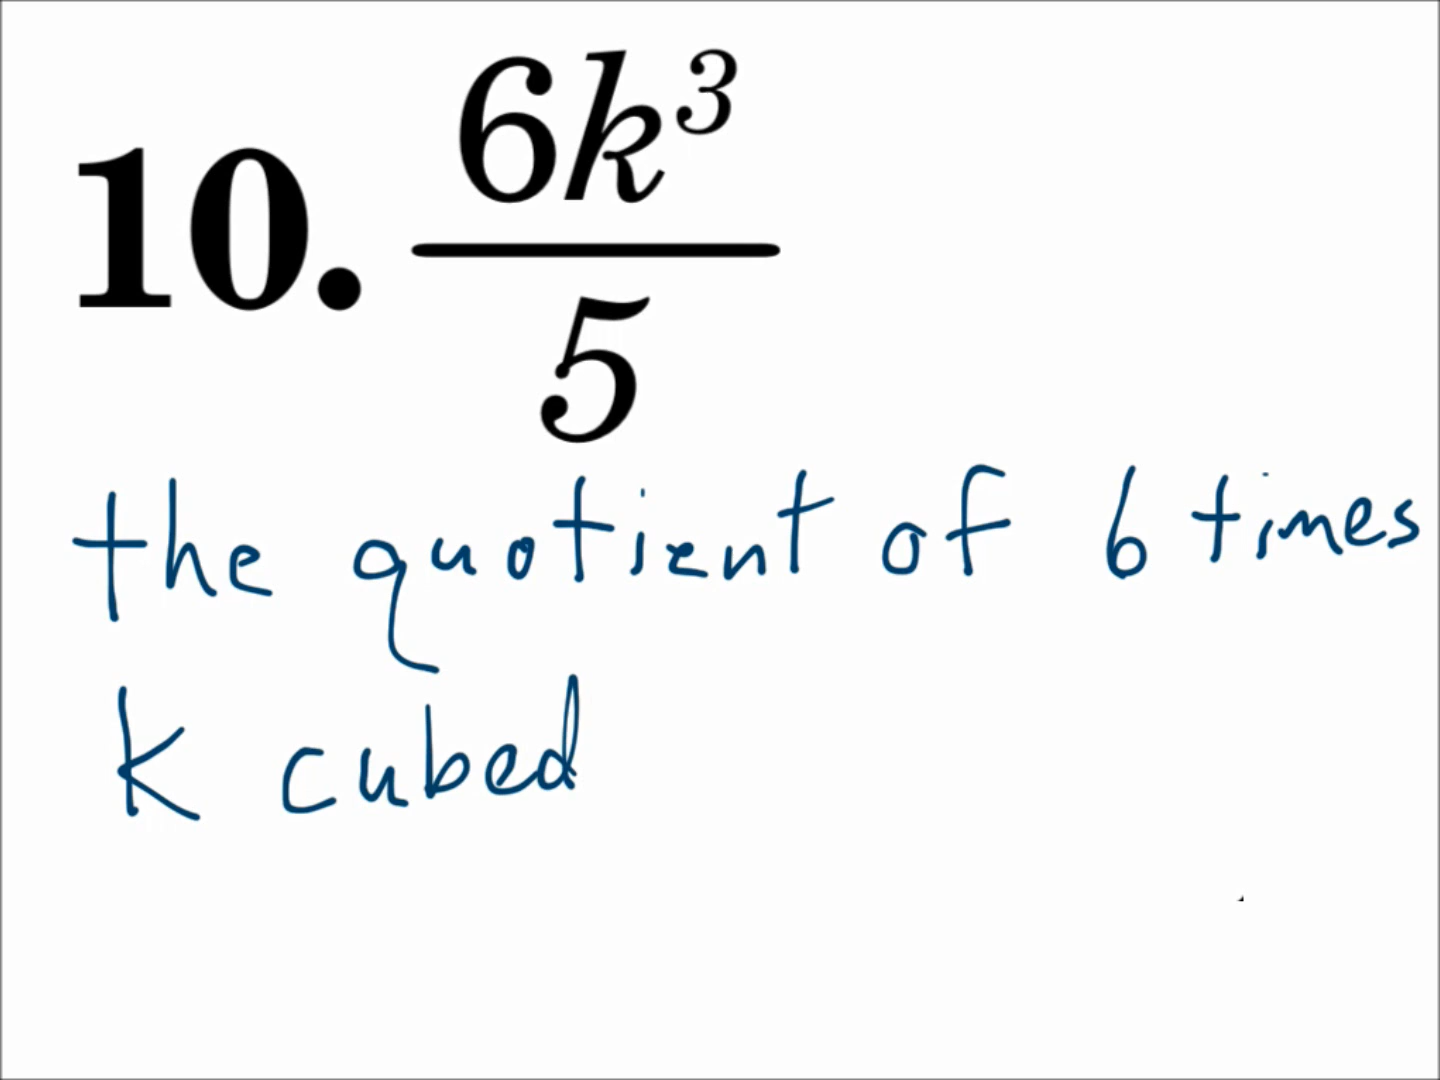 10. 6k³
5
the quotient of 6 times
k cubed